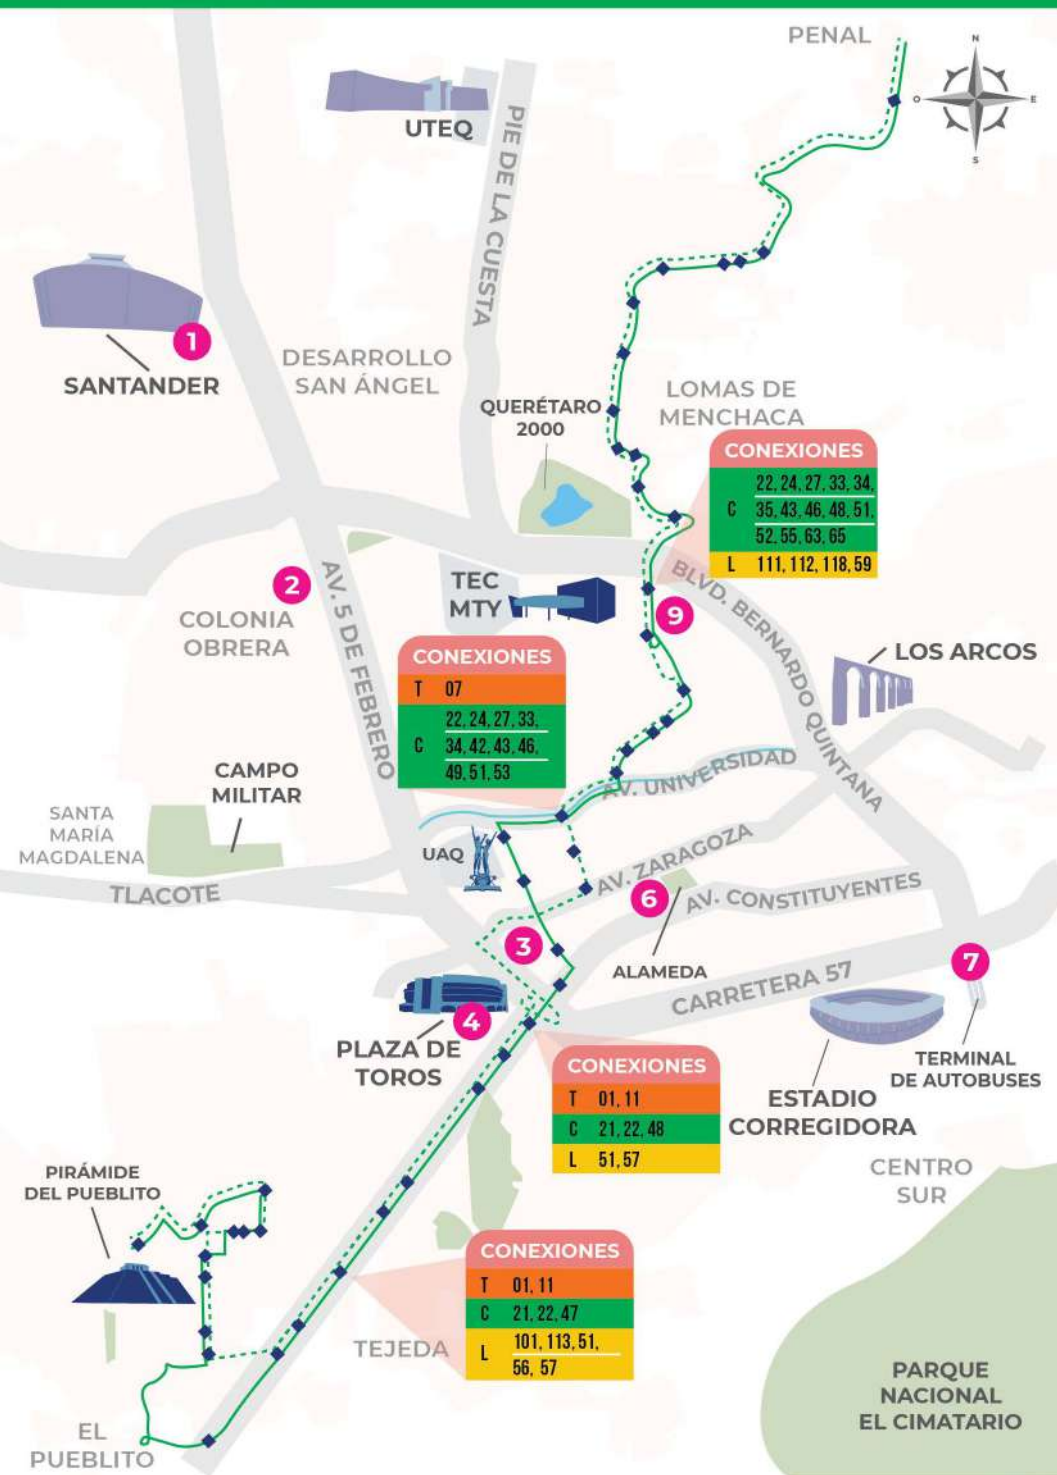 PENAL
N
O
E
S
UTEQ
PIE DE LA CUESTA
1
SANTANDER
DESARROLLO
SAN ÁNGEL
QUERÉTARO
2000
LOMAS DE
MENCHACA
CONEXIONES
22, 24, 27, 33, 34,
C 35, 43, 46, 48, 51,
52, 55, 63, 65
L 111, 112, 118, 59
2
AV. 5 DE FEBRERO
COLONIA
OBRERA
TEC
MTY
9
BLVD. BERNARDO QUINTANA
LOS ARCOS
CONEXIONES
T 07
22, 24, 27, 33,
C 34, 42, 43, 46,
49, 51, 53
CAMPO
MILITAR
SANTA
MARÍA
MAGDALENA
TLACOTE
UAQ
AV. UNIVERSIDAD
AV. ZARAGOZA
6
AV. CONSTITUYENTES
3
ALAMEDA
7
CARRETERA 57
4
PLAZA DE
TOROS
TERMINAL
DE AUTOBUSES
ESTADIO
CORREGIDORA
CONEXIONES
T 01, 11
C 21, 22, 48
L 51, 57
CENTRO
SUR
PIRÁMIDE
DEL PUEBLITO
CONEXIONES
T 01, 11
C 21, 22, 47
L 101, 113, 51,
56, 57
TEJEDA
PARQUE
NACIONAL
EL CIMATARIO
EL
PUEBLITO